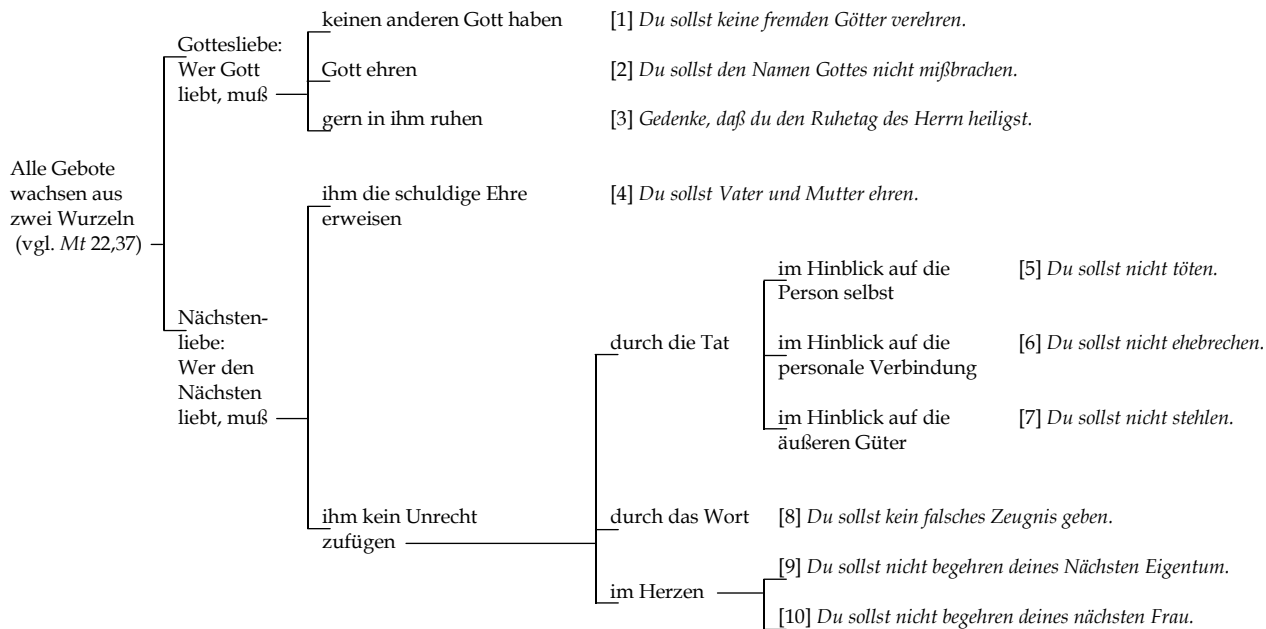 keinen anderen Gott haben [1] Du sollst keine fremden Götter verehren.
Gottesliebe:
Wer Gott
liebt, muß
Gott ehren [2] Du sollst den Namen Gottes nicht mißbrachen.
gern in ihm ruhen [3] Gedenke, daß du den Ruhetag des Herrn heiligst.
Alle Gebote
wachsen aus
zwei Wurzeln
(vgl. Mt 22,37)
ihm die schuldige Ehre
erweisen
[4] Du sollst Vater und Mutter ehren.
Nächsten-
liebe:
Wer den
Nächsten
liebt, muß
durch die Tat
im Hinblick auf die
Person selbst
[5] Du sollst nicht töten.
im Hinblick auf die
personale Verbindung
[6] Du sollst nicht ehebrechen.
im Hinblick auf die
äußeren Güter
[7] Du sollst nicht stehlen.
ihm kein Unrecht
zufügen
durch das Wort [8] Du sollst kein falsches Zeugnis geben.
im Herzen
[9] Du sollst nicht begehren deines Nächsten Eigentum.
[10] Du sollst nicht begehren deines nächsten Frau.